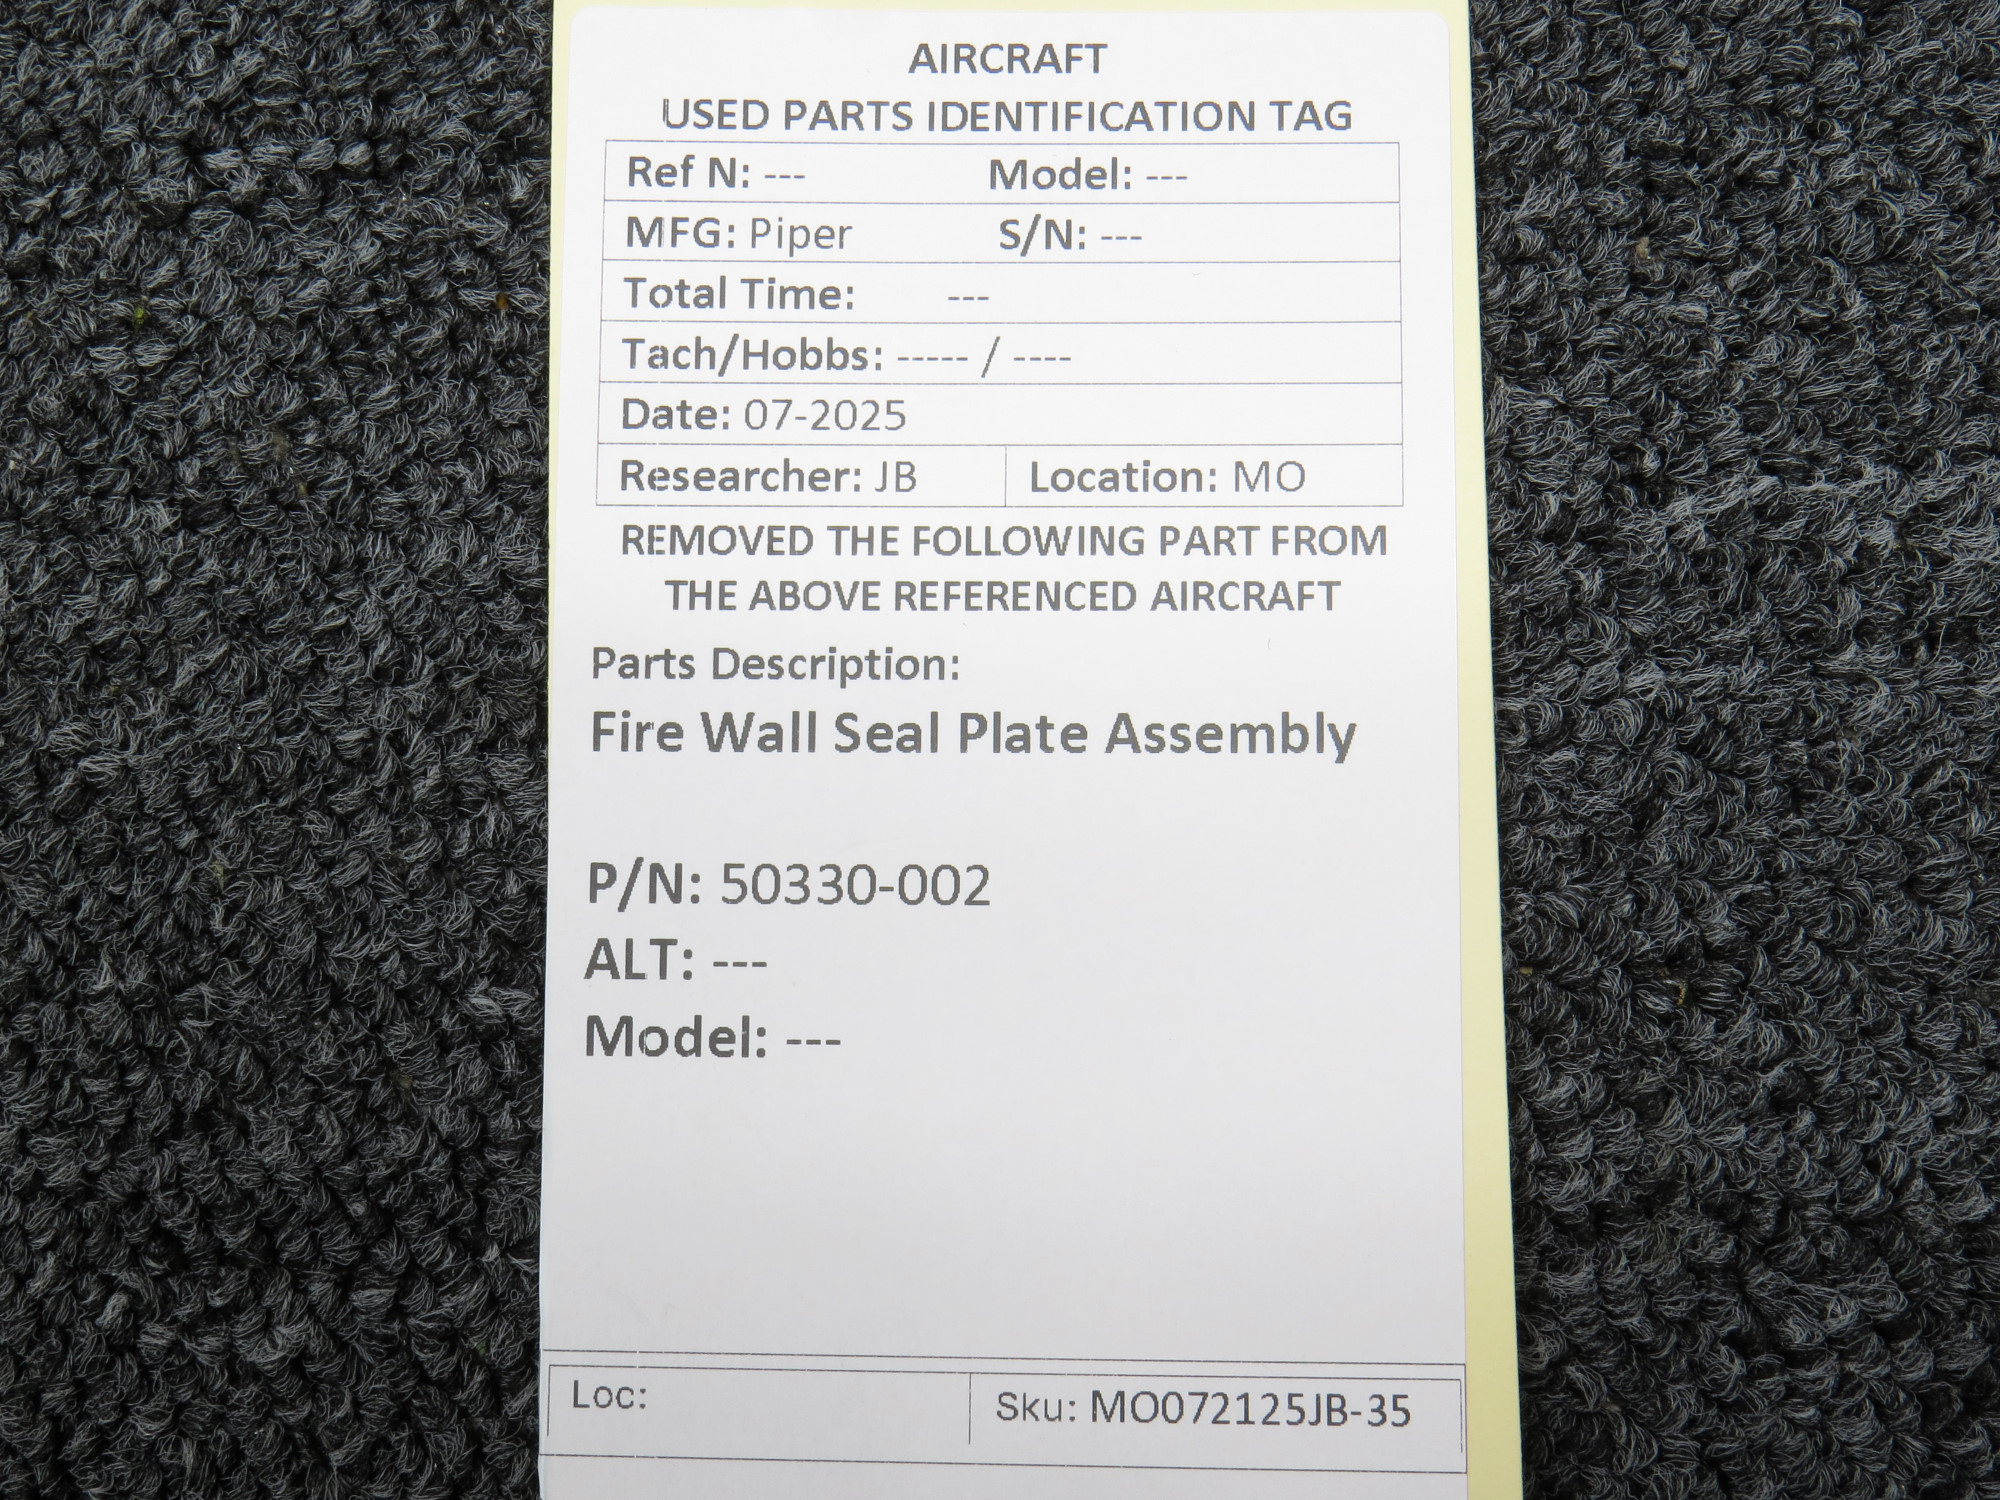 AIRCRAFT
USED PARTS IDENTIFICATION TAG
Ref N: --- Model: ---
MFG: Piper S/N: ---
Total Time: ---
Tach/Hobbs: ----- / ----
Date: 07-2025
Researcher: JB Location: MO
REMOVED THE FOLLOWING PART FROM
THE ABOVE REFERENCED AIRCRAFT
Parts Description:
Fire Wall Seal Plate Assembly
P/N: 50330-002
ALT: ---
Model: ---
Loc: Sku: MO072125JB-35